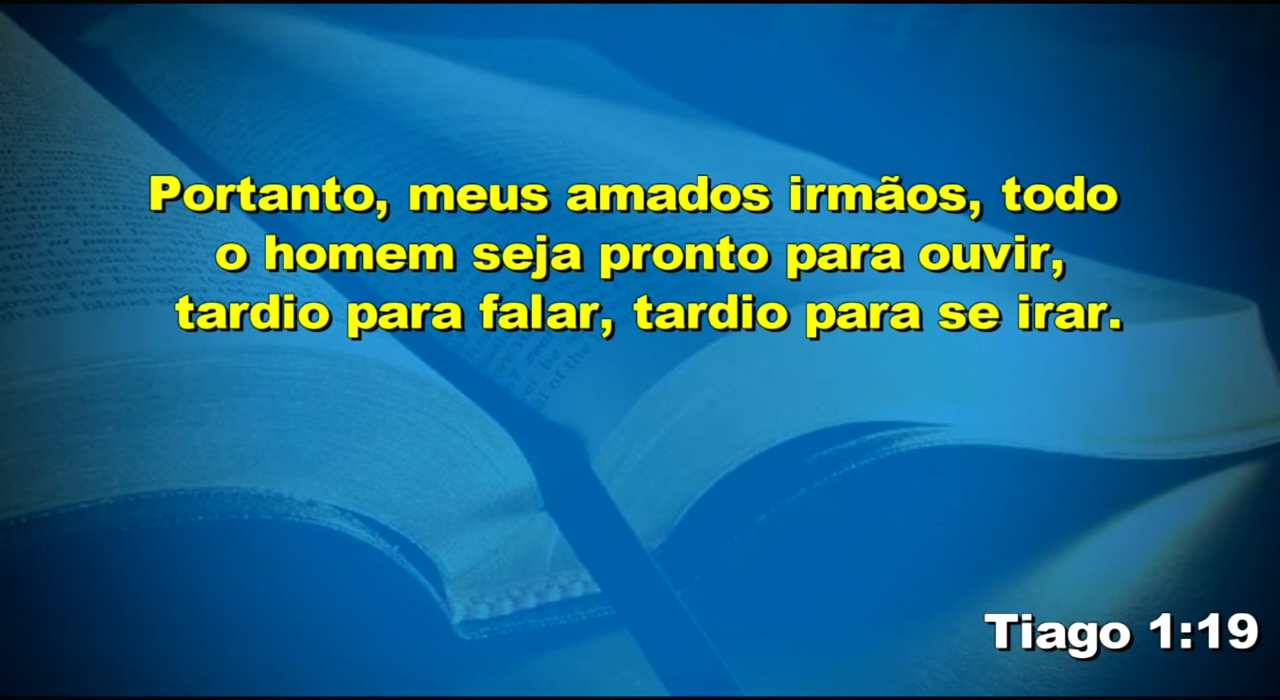 Portanto, meus amados irmãos, todo
o homem seja pronto para ouvir,
tardio para falar, tardio para se irar.
Tiago 1:19